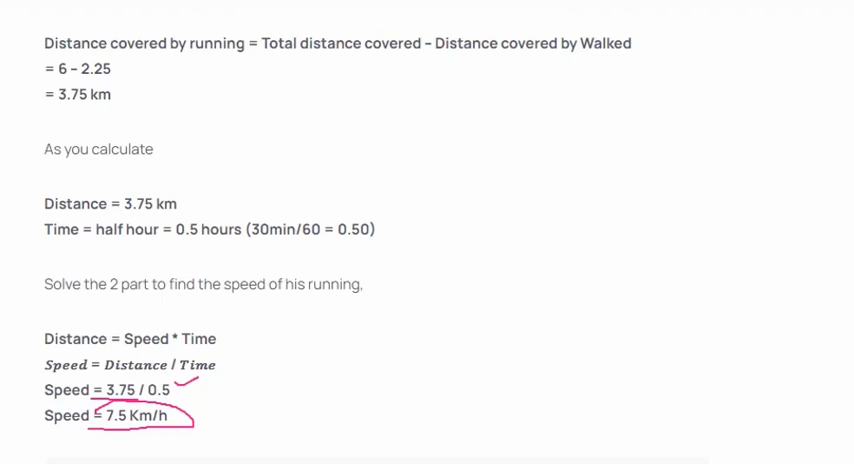 Distance covered by running = Total distance covered – Distance covered by Walked
= 6 – 2.25
= 3.75 km
As you calculate
Distance = 3.75 km
Time = half hour = 0.5 hours (30min/60 = 0.50)
Solve the 2 part to find the speed of his running,
Distance = Speed * Time
Speed = Distance / Time
Speed = 3.75 / 0.5
Speed = 7.5 Km/h